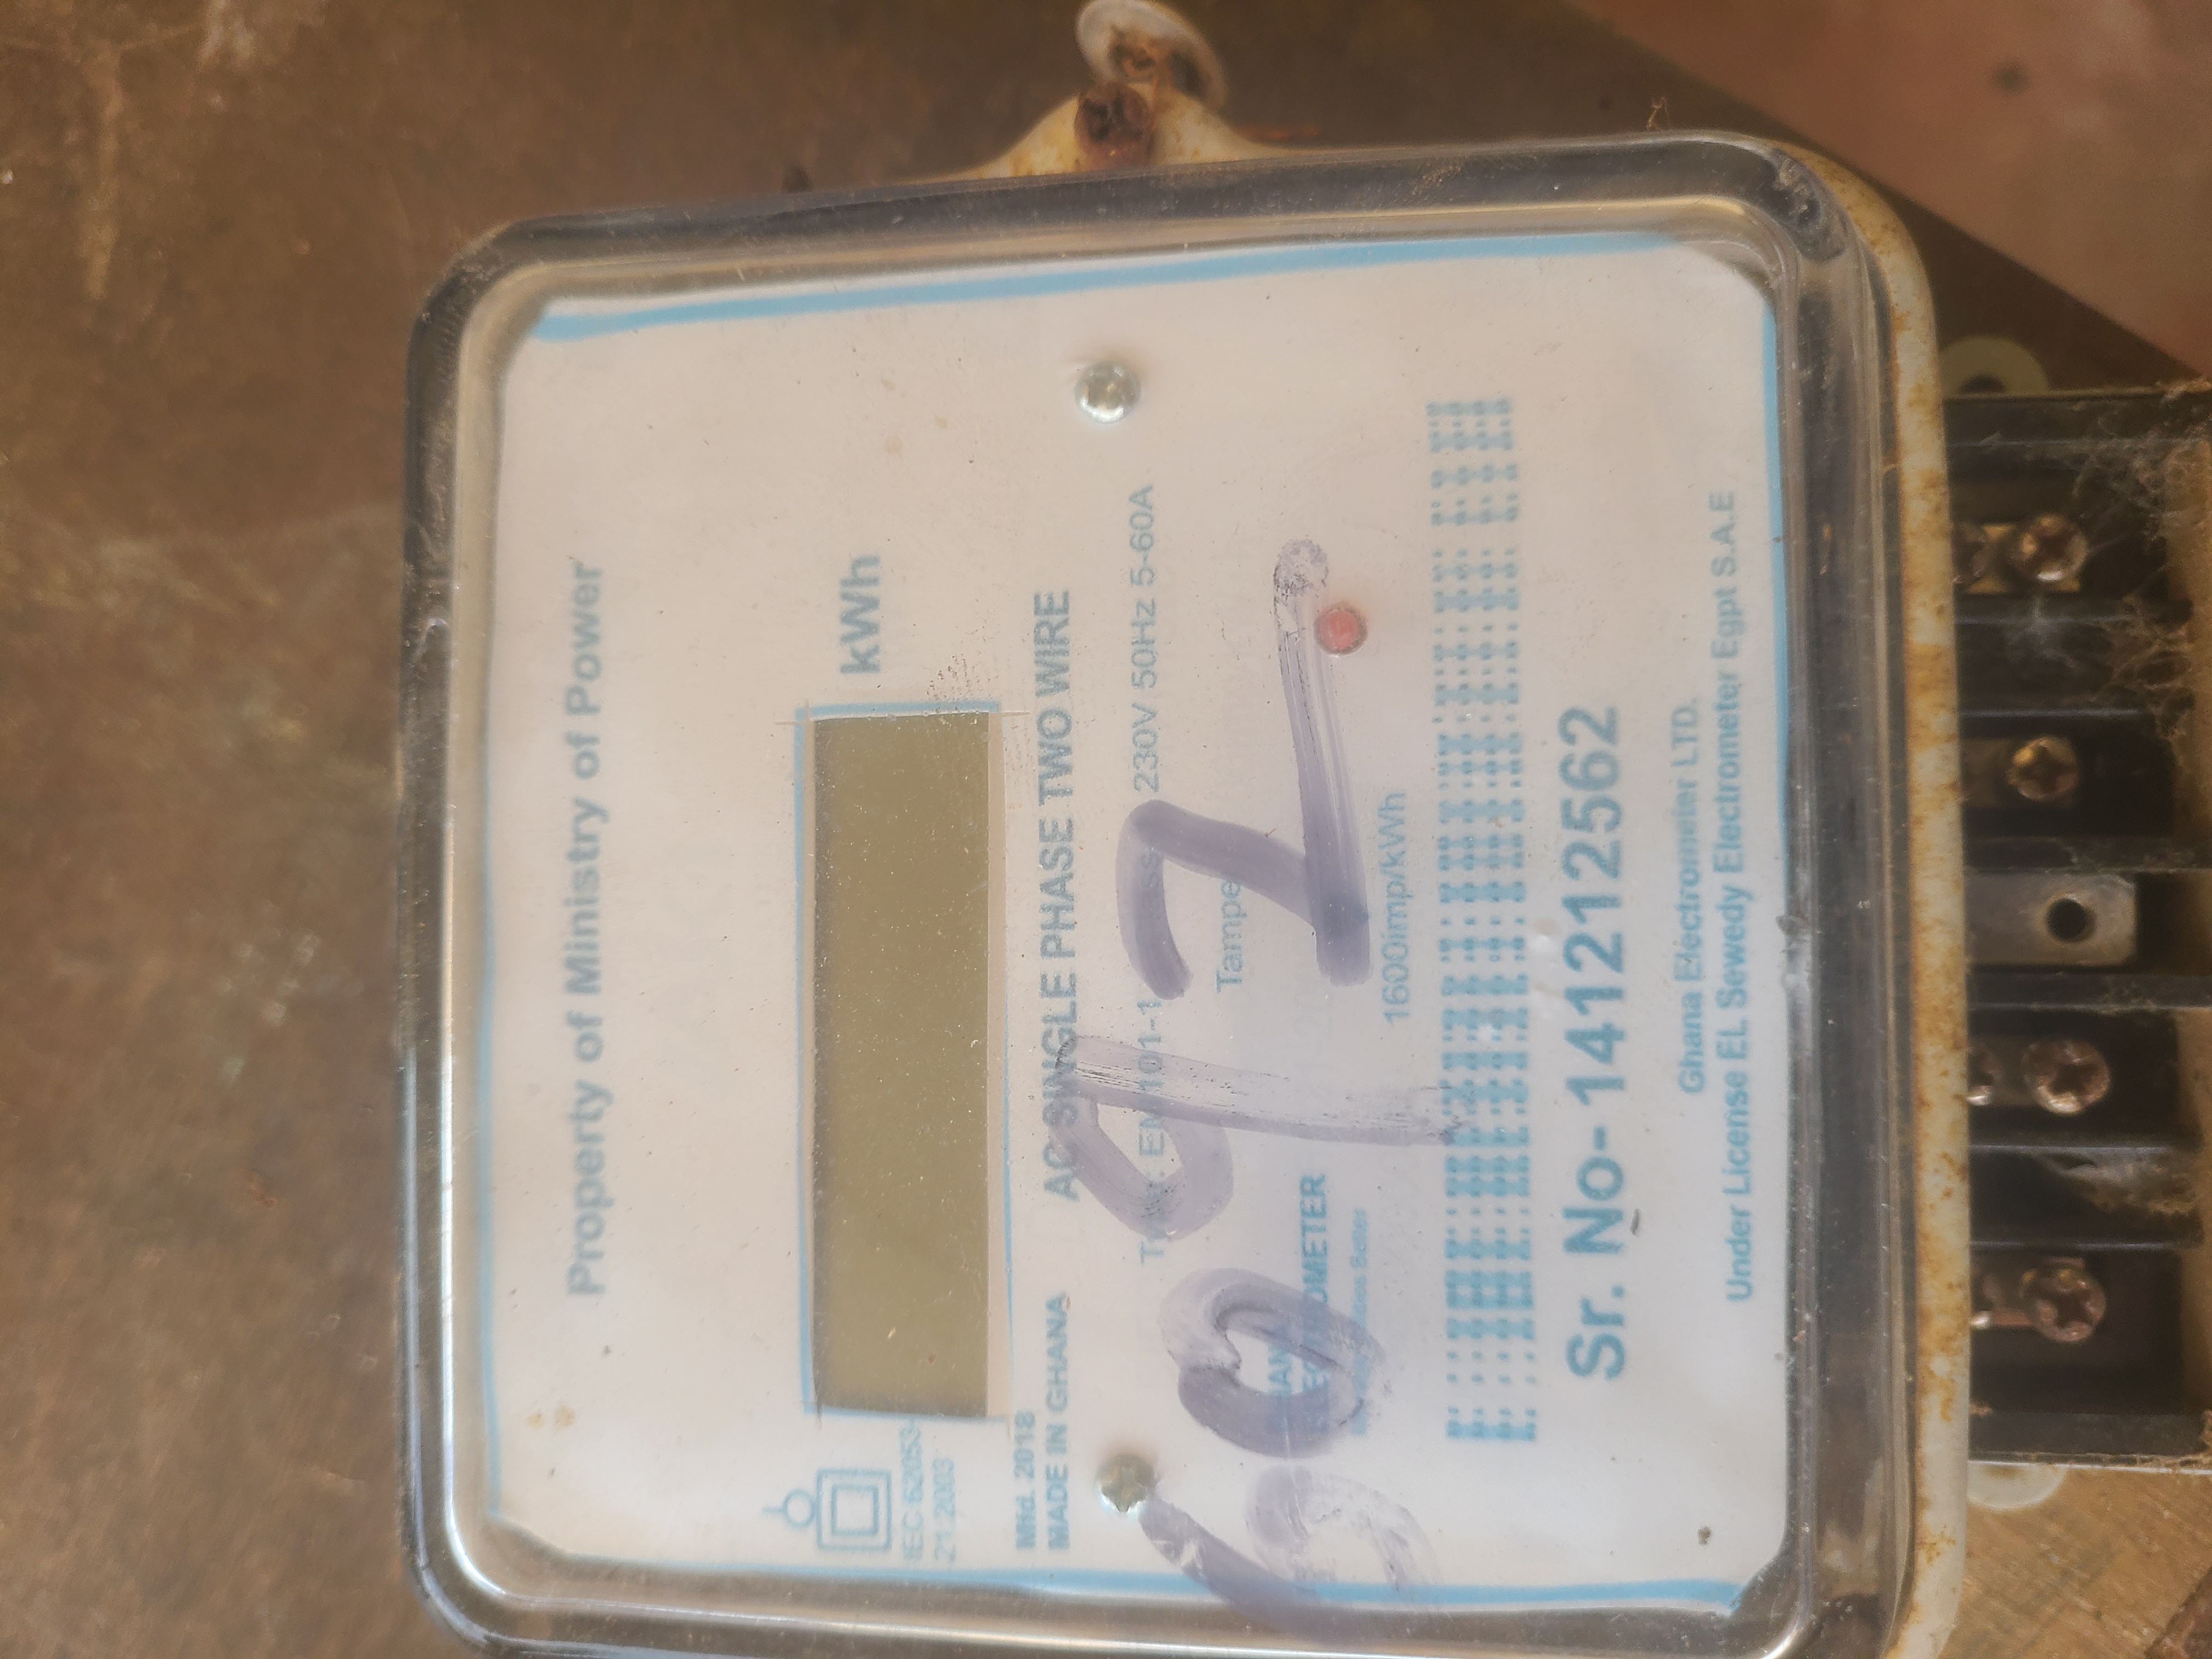 Property of Ministry of Power
kWh
IEC 62053-
21:2003
Mfd. 2018
MADE IN GHANA
AC SINGLE PHASE TWO WIRE
230V 50Hz 5-60A
6092
GHANA
ELECTROMETER
1600imp/kWh
Sr. No- 141212562
Ghana Electrometer LTD.
Under License EL Sewedy Electrometer Egpt S.A.E